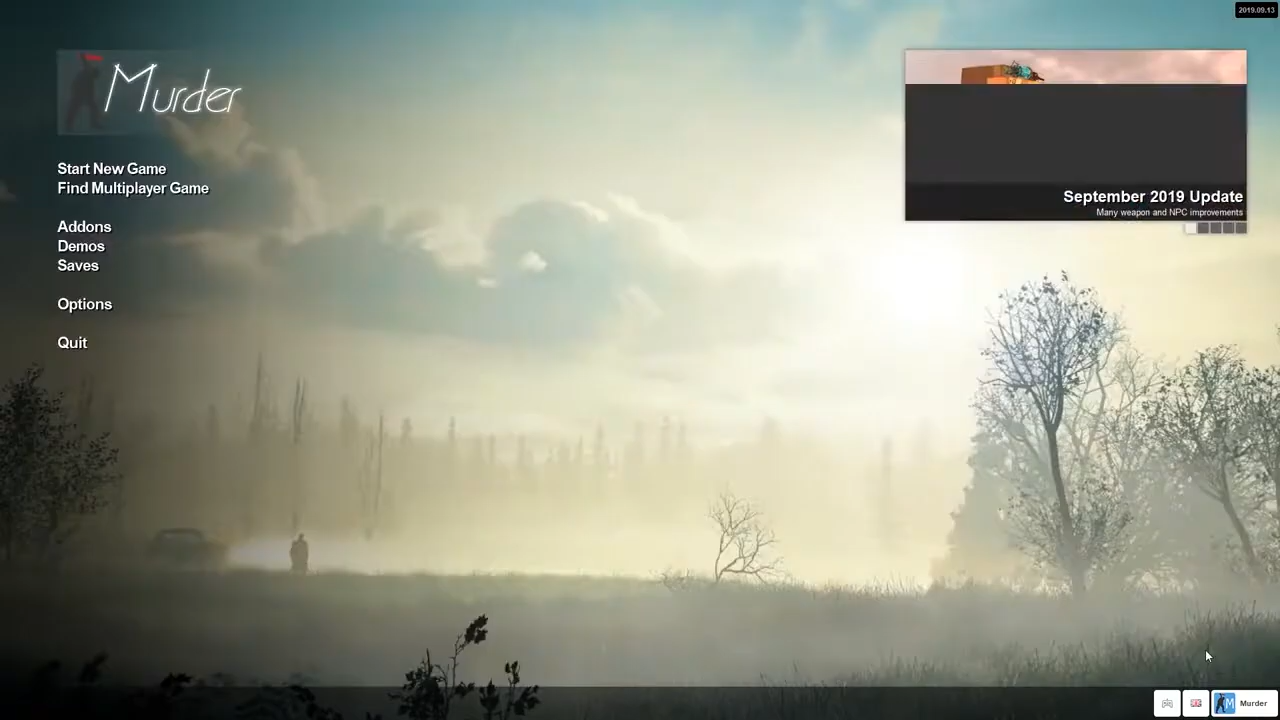 2019.09.13
Murder
Start New Game
Find Multiplayer Game
Addons
Demos
Saves
Options
Quit
September 2019 Update
Many weapon and NPC improvements
M Murder